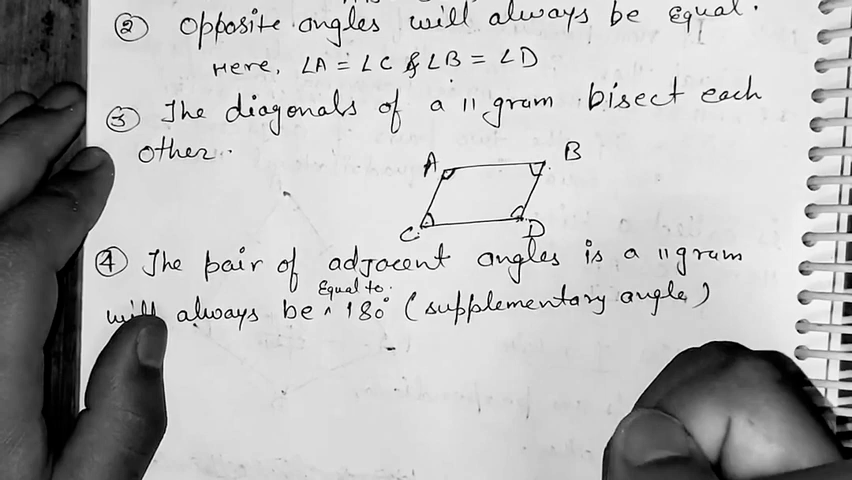 ② Opposite angles will always be equal.
Here, ∠A = ∠C & ∠B = ∠D
③ The diagonals of a || gram bisect each
other.
A B
C D
④ The pair of adjacent angles is a || gram
Equal to
will always be ^ 180° (supplementary angle)